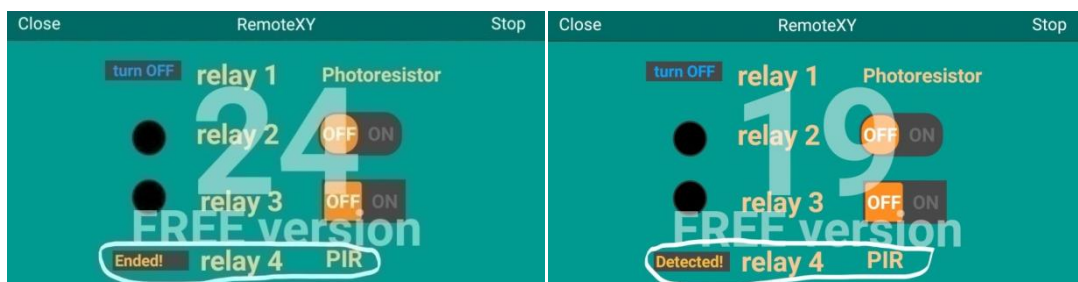 Close RemoteXY Stop
turn OFF relay 1 Photoresistor
24
relay 2 OFF ON
relay 3 OFF ON
FREE version
Ended! relay 4 PIR
Close RemoteXY Stop
turn OFF relay 1 Photoresistor
19
relay 2 OFF ON
relay 3 OFF ON
FREE version
Detected! relay 4 PIR